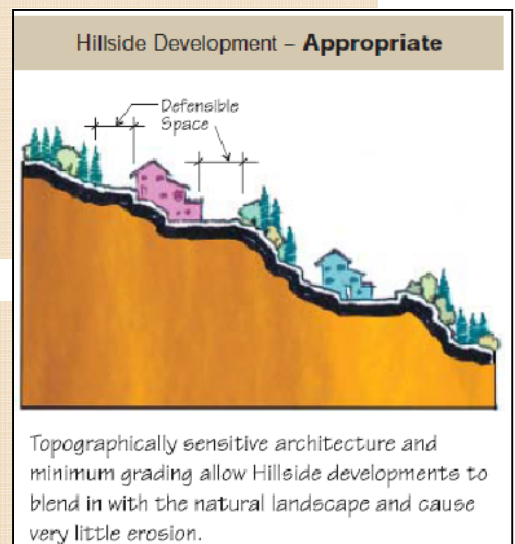 Hillside Development – Appropriate
Defensible
Space
Topographically sensitive architecture and
minimum grading allow Hillside developments to
blend in with the natural landscape and cause
very little erosion.